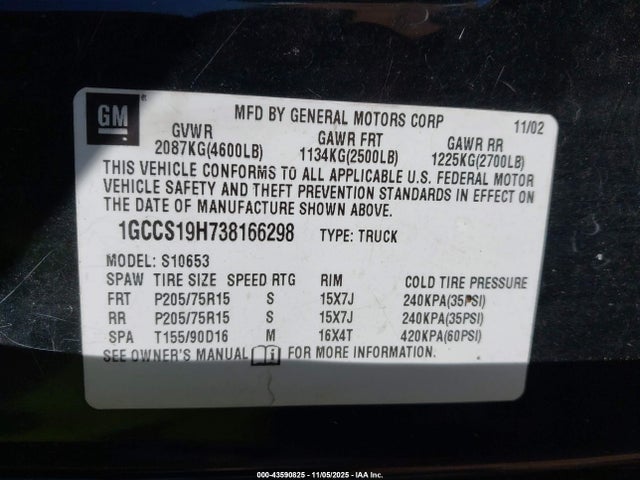 GM ®
MFD BY GENERAL MOTORS CORP 11/02
GVWR GAWR FRT GAWR RR
2087KG(4600LB) 1134KG(2500LB) 1225KG(2700LB)
THIS VEHICLE CONFORMS TO ALL APPLICABLE U.S. FEDERAL MOTOR
VEHICLE SAFETY AND THEFT PREVENTION STANDARDS IN EFFECT ON
THE DATE OF MANUFACTURE SHOWN ABOVE.
1GCCS19H738166298 TYPE: TRUCK
MODEL: S10653
SPAW TIRE SIZE SPEED RTG RIM COLD TIRE PRESSURE
FRT P205/75R15 S 15X7J 240KPA(35PSI)
RR P205/75R15 S 15X7J 240KPA(35PSI)
SPA T155/90D16 M 16X4T 420KPA(60PSI)
SEE OWNER'S MANUAL FOR MORE INFORMATION.
000-43590825 - 11/05/2025 - IAA Inc.